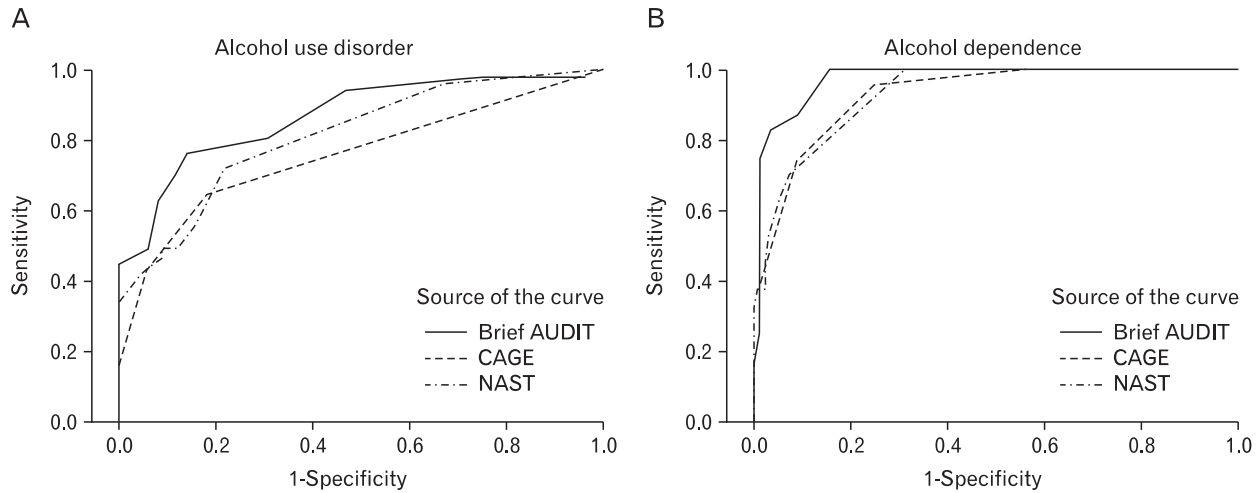 A
Alcohol use disorder
1.0
0.8
0.6
0.4
0.2
0.0
Sensitivity
Source of the curve
Brief AUDIT
CAGE
NAST
0.0 0.2 0.4 0.6 0.8 1.0
1-Specificity
B
Alcohol dependence
1.0
0.8
0.6
0.4
0.2
0.0
Sensitivity
Source of the curve
Brief AUDIT
CAGE
NAST
0.0 0.2 0.4 0.6 0.8 1.0
1-Specificity